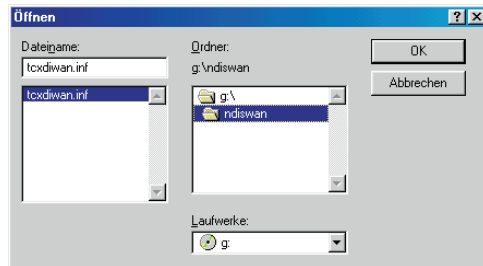 Öffnen
Dateiname:
tcxdiwan.inf
tcxdiwan.inf
Ordner:
g:\ndiswan
g:\
ndiswan
Laufwerke:
g:
OK
Abbrechen